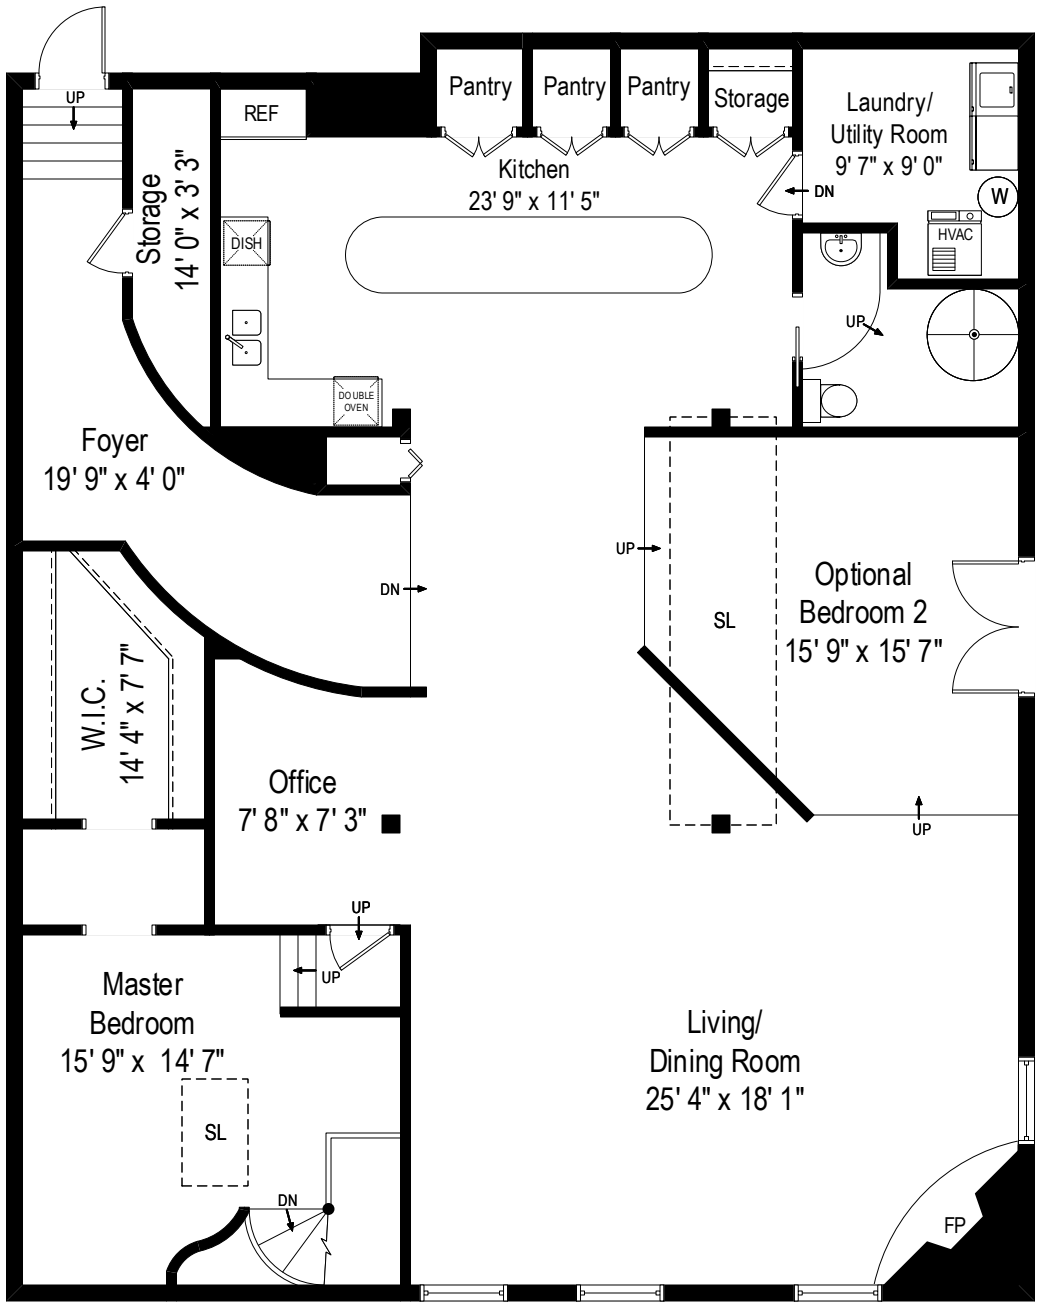 UP
REF
Pantry
Pantry
Pantry
Storage
Laundry/
Utility Room
9' 7" x 9' 0"
Kitchen
23' 9" x 11' 5"
DN
W
HVAC
Storage
14' 0" x 3' 3"
DISH
UP
DOUBLE
OVEN
Foyer
19' 9" x 4' 0"
DN
UP
SL
Optional
Bedroom 2
15' 9" x 15' 7"
W.I.C.
14' 4" x 7' 7"
Office
7' 8" x 7' 3"
UP
UP
UP
Master
Bedroom
15' 9" x 14' 7"
SL
DN
Living/
Dining Room
25' 4" x 18' 1"
FP